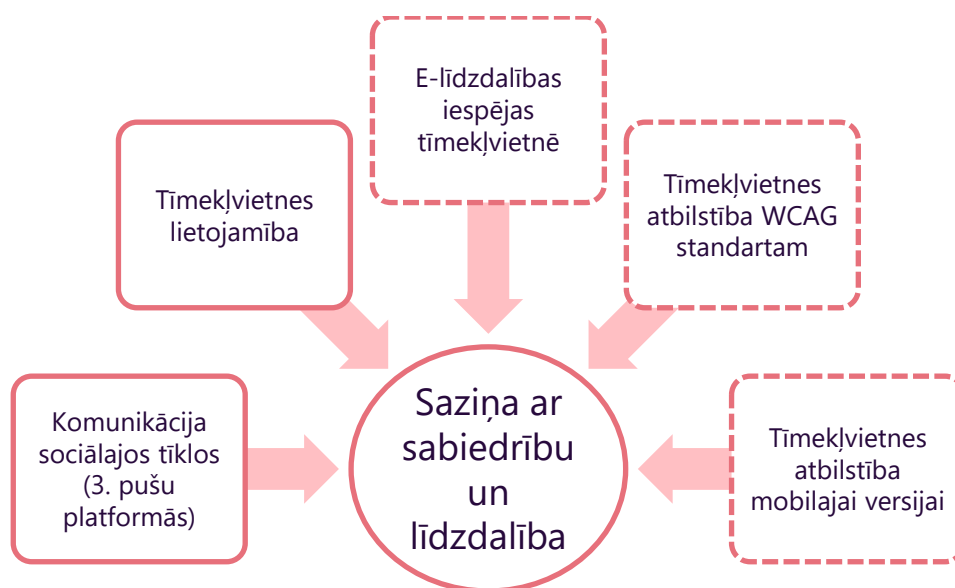 E-līdzdalības
iespējas
tīmekļvietnē
Tīmekļvietnes
lietojamība
Tīmekļvietnes
atbilstība WCAG
standartam
Komunikācija
sociālajos tīklos
(3. pušu
platformās)
Saziņa ar
sabiedrību
un
līdzdalība
Tīmekļvietnes
atbilstība
mobilajai versijai